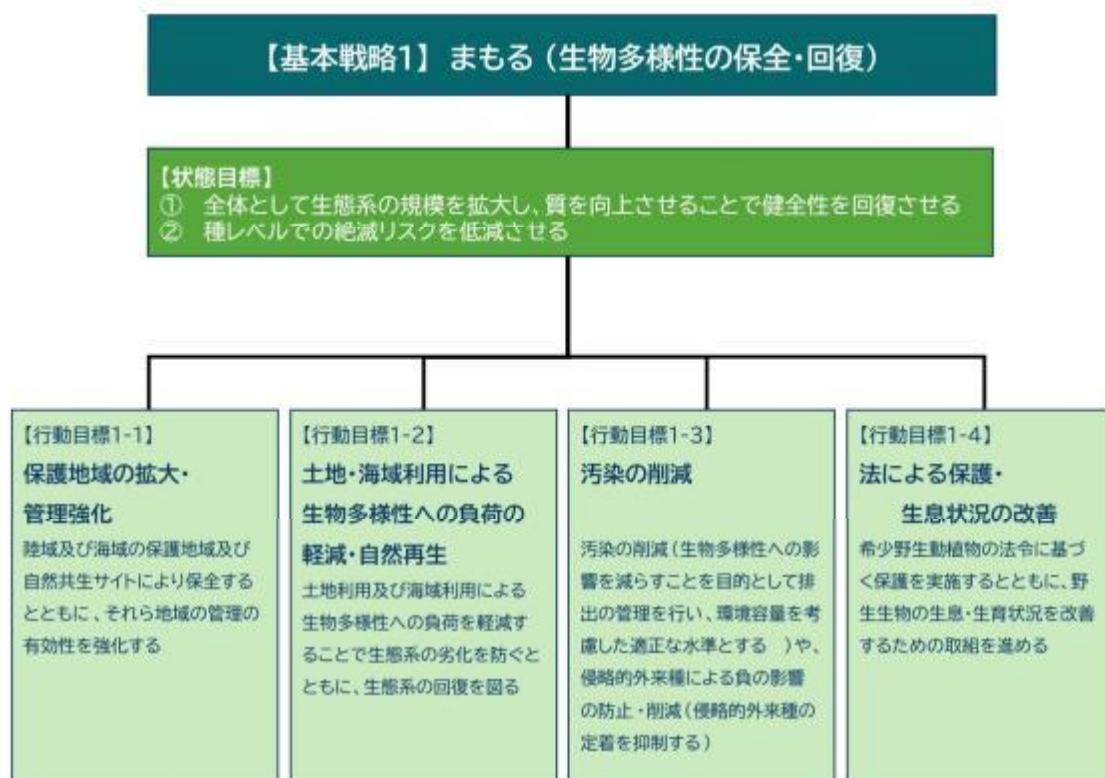 【基本戦略1】 まもる (生物多様性の保全・回復)
【状態目標】
① 全体として生態系の規模を拡大し、質を向上させることで健全性を回復させる
② 種レベルでの絶滅リスクを低減させる
【行動目標1-1】
保護地域の拡大・
管理強化
陸域及び海域の保護地域及び
自然共生サイトにより保全する
とともに、それら地域の管理の
有効性を強化する
【行動目標1-2】
土地・海域利用による
生物多様性への負荷の
軽減・自然再生
土地利用及び海域利用による
生物多様性への負荷を軽減す
ることで生態系の劣化を防ぐと
ともに、生態系の回復を図る
【行動目標1-3】
汚染の削減
汚染の削減(生物多様性への影
響を減らすことを目的として排
出の管理を行い、環境容量を考
慮した適正な水準とする )や、
侵略的外来種による負の影響
の防止・削減(侵略的外来種の
定着を抑制する)
【行動目標1-4】
法による保護・
生息状況の改善
希少野生動植物の法令に基づ
く保護を実施するとともに、野
生生物の生息・生育状況を改善
するための取組を進める